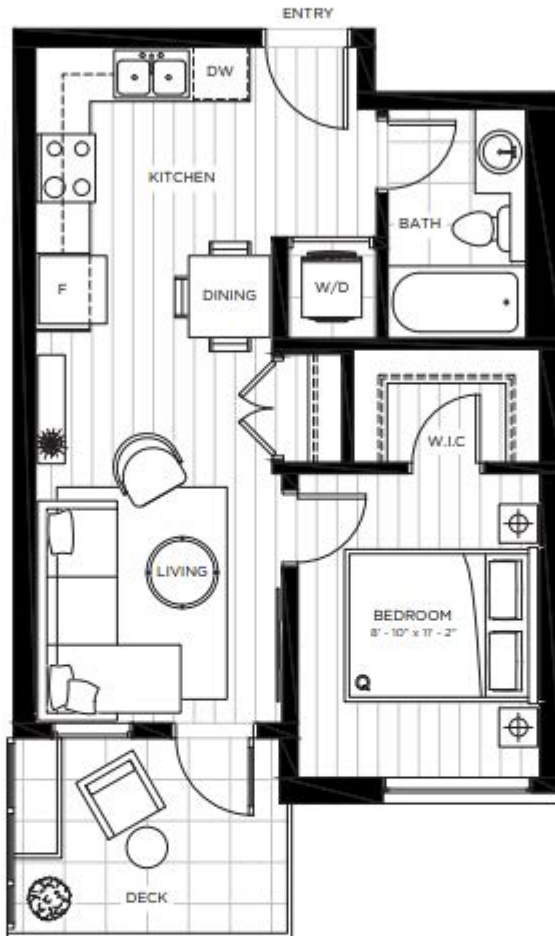 ENTRY
DW
KITCHEN
BATH
F
DINING
W/D
W.I.C
LIVING
BEDROOM
8' - 10" x 11' - 2"
Q
DECK